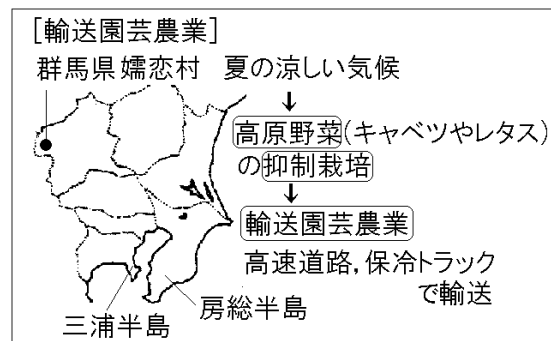 [輸送園芸農業]
群馬県嬬恋村 夏の涼しい気候
↓
高原野菜(キャベツやレタス)
の抑制栽培
↓
輸送園芸農業
高速道路,保冷トラック
で輸送
房総半島
三浦半島